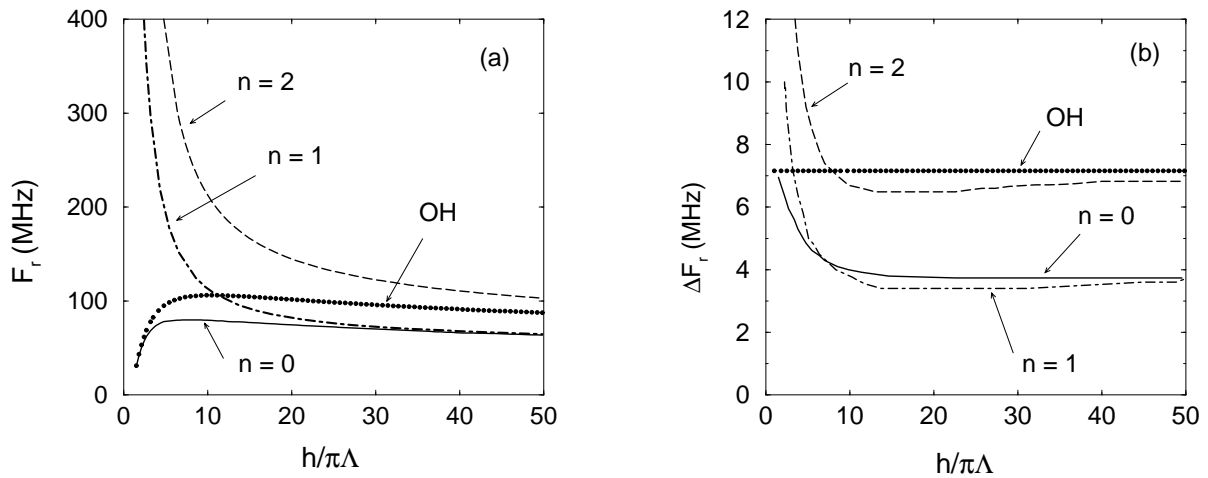 400
(a)
n = 2
300
n = 1
F_r (MHz)
200
OH
100
n = 0
0
0 10 20 30 40 50
h/πΛ
12
(b)
n = 2
10
OH
8
ΔF_r (MHz)
6
n = 0
4
2
n = 1
0
0 10 20 30 40 50
h/πΛ